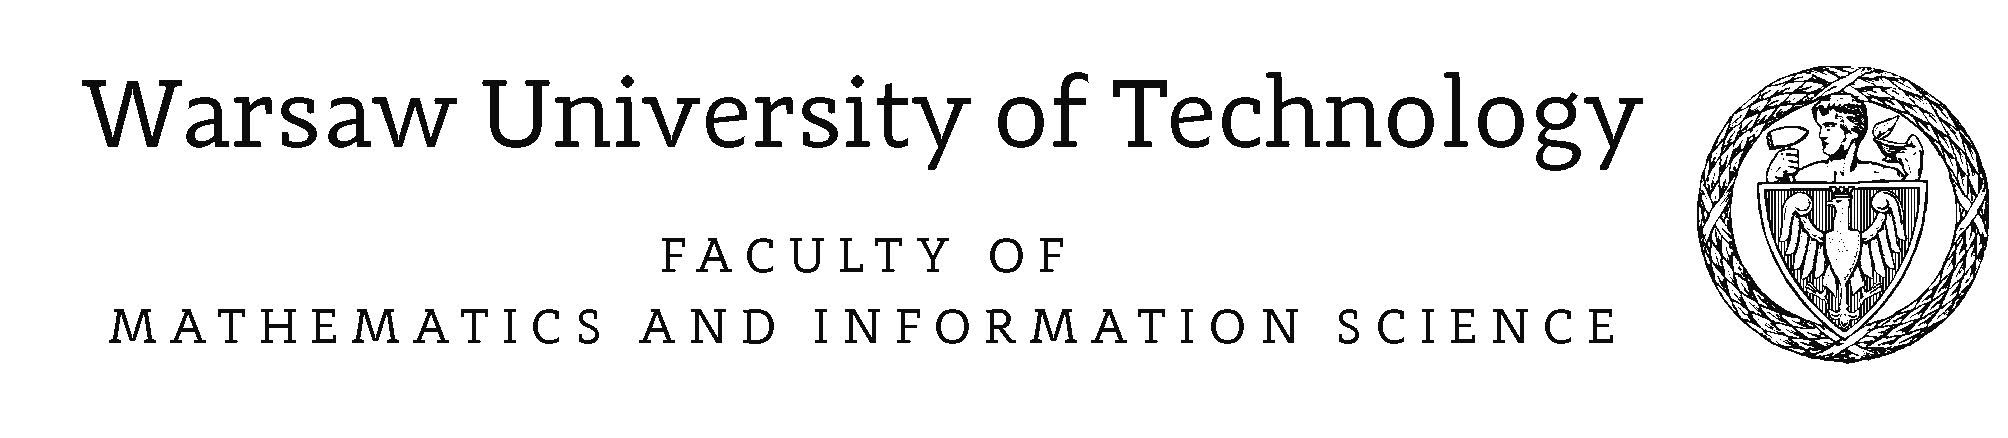 Warsaw University of Technology
FACULTY OF
MATHEMATICS AND INFORMATION SCIENCE